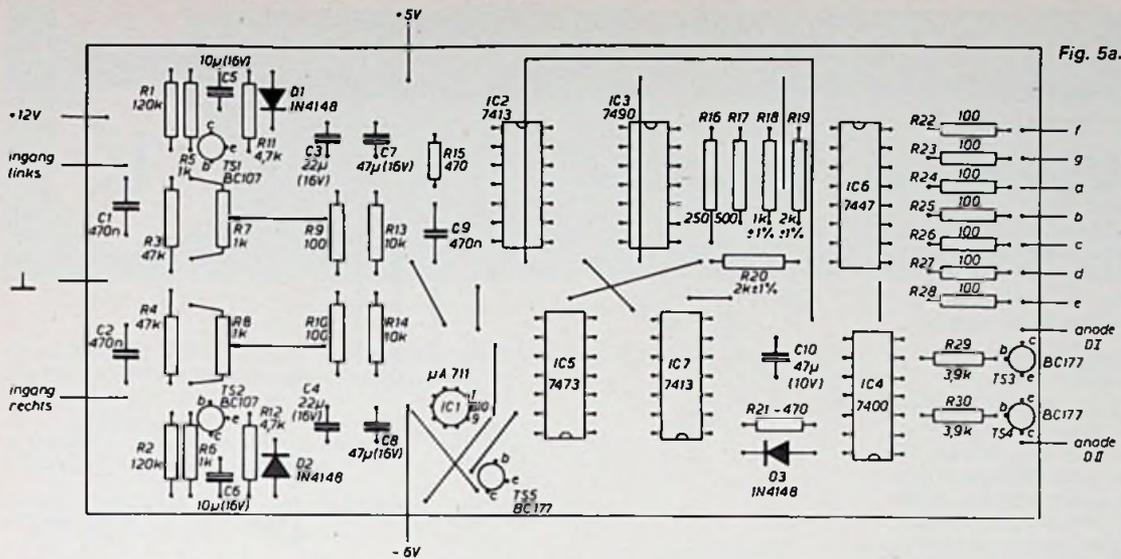 +5V
Fig. 5a.
10µ(16V)
C5
R1
120k
R5
1k
D1
1N4148
R11
4,7k
c
e
b
TS1
BC107
+12V
ingang
links
C1
470n
R3
47k
R7
1k
C3
22µ
(16V)
C7
47µ(16V)
R15
470
R9
100
R13
10k
C9
470n
IC2
7413
IC3
7490
R16
R17
R18
R19
250
500
1k
±1%
2k
±1%
R20
2k±1%
IC6
7447
R22
100
f
R23
100
g
R24
100
a
R25
100
b
R26
100
c
R27
100
d
R28
100
e
⊥
R4
47k
C2
470n
R8
1k
R10
100
R14
10k
µA 711
IC1
1
10
9
IC5
7473
IC7
7413
C10
47µ
(10V)
IC4
7400
anode
DI
R29
3,9k
b
c
e
TS3
BC177
R30
3,9k
b
e
c
TS4
BC177
anode
DII
ingang
rechts
TS2
BC107
b
e
c
R12
4,7k
C4
22µ
(16V)
C8
47µ(16V)
R2
120k
R6
1k
C6
10µ(16V)
D2
1N4148
b
e
c
TS5
BC177
R21-470
D3
1N4148
-6V